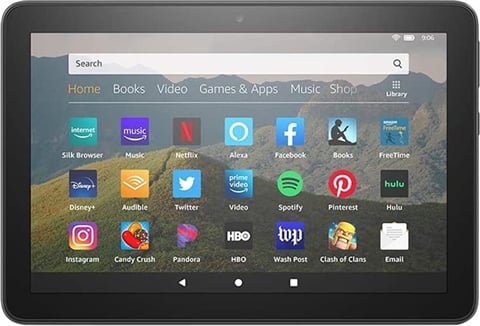 9:06
Search
Home Books Video Games & Apps Music Shop
Library
internet music
Silk Browser Music Netflix Alexa Facebook Books FreeTime
Disney+ prime video hulu
Disney+ Audible Twitter Video Spotify Pinterest Hulu
HBO wp
Instagram Candy Crush Pandora HBO Wash Post Clash of Clans Email